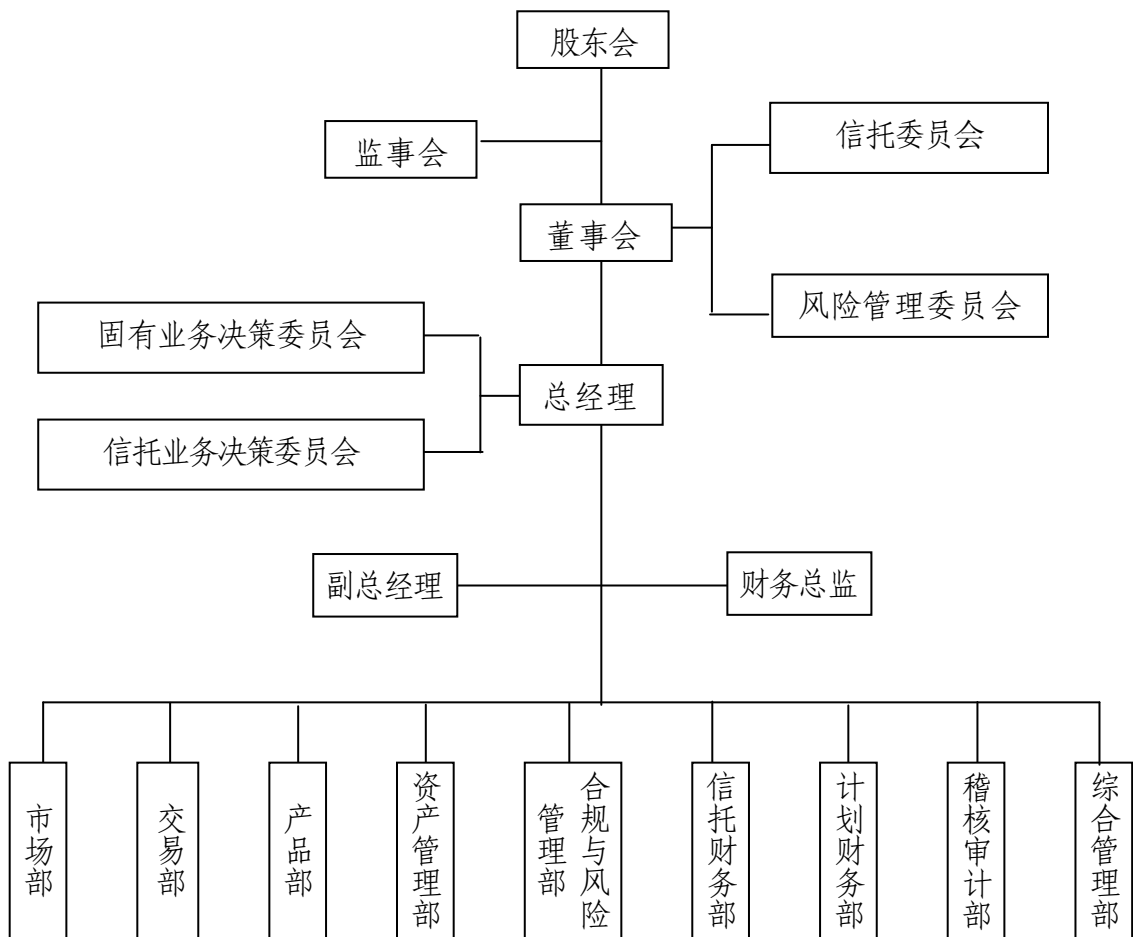 股东会
监事会
信托委员会
董事会
风险管理委员会
固有业务决策委员会
总经理
信托业务决策委员会
副总经理
财务总监
市场部
交易部
产品部
资产管理部
合规与风险
管理部
信托财务部
计划财务部
稽核审计部
综合管理部